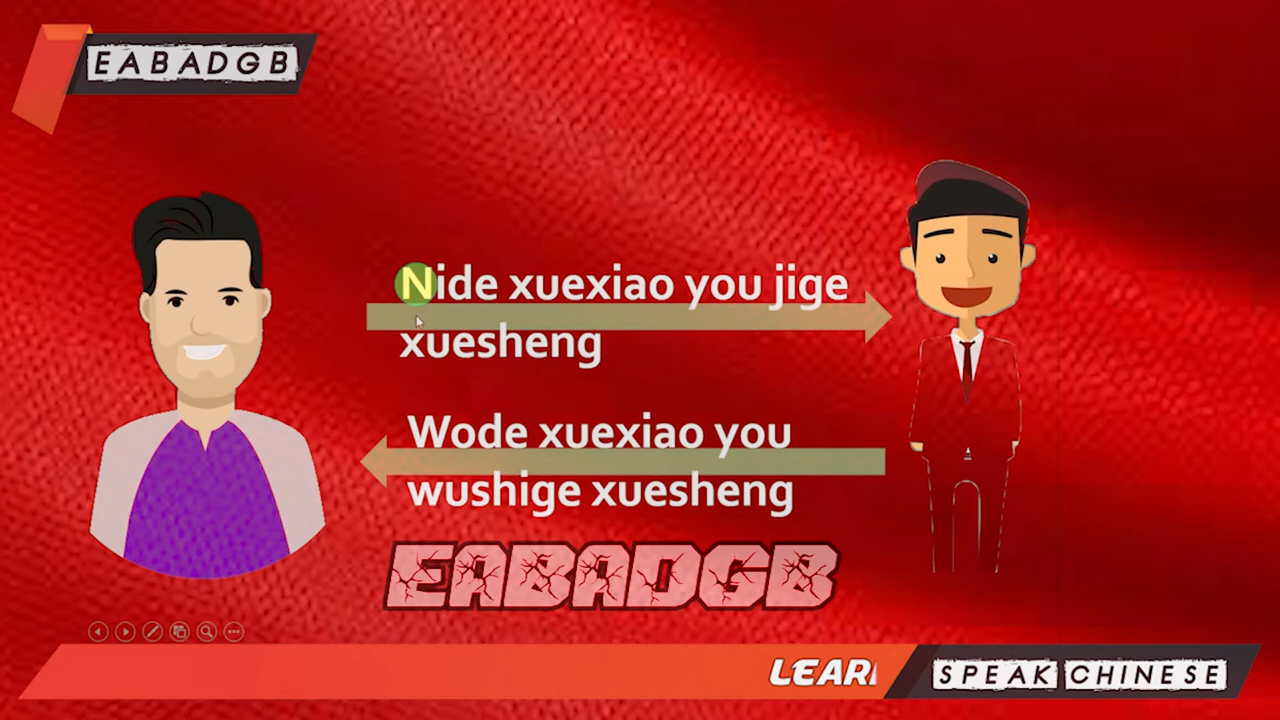 EABADGB
Nide xuexiao you jige
xuesheng
Wode xuexiao you
wushige xuesheng
EABADGB
LEAR
SPEAK CHINESE